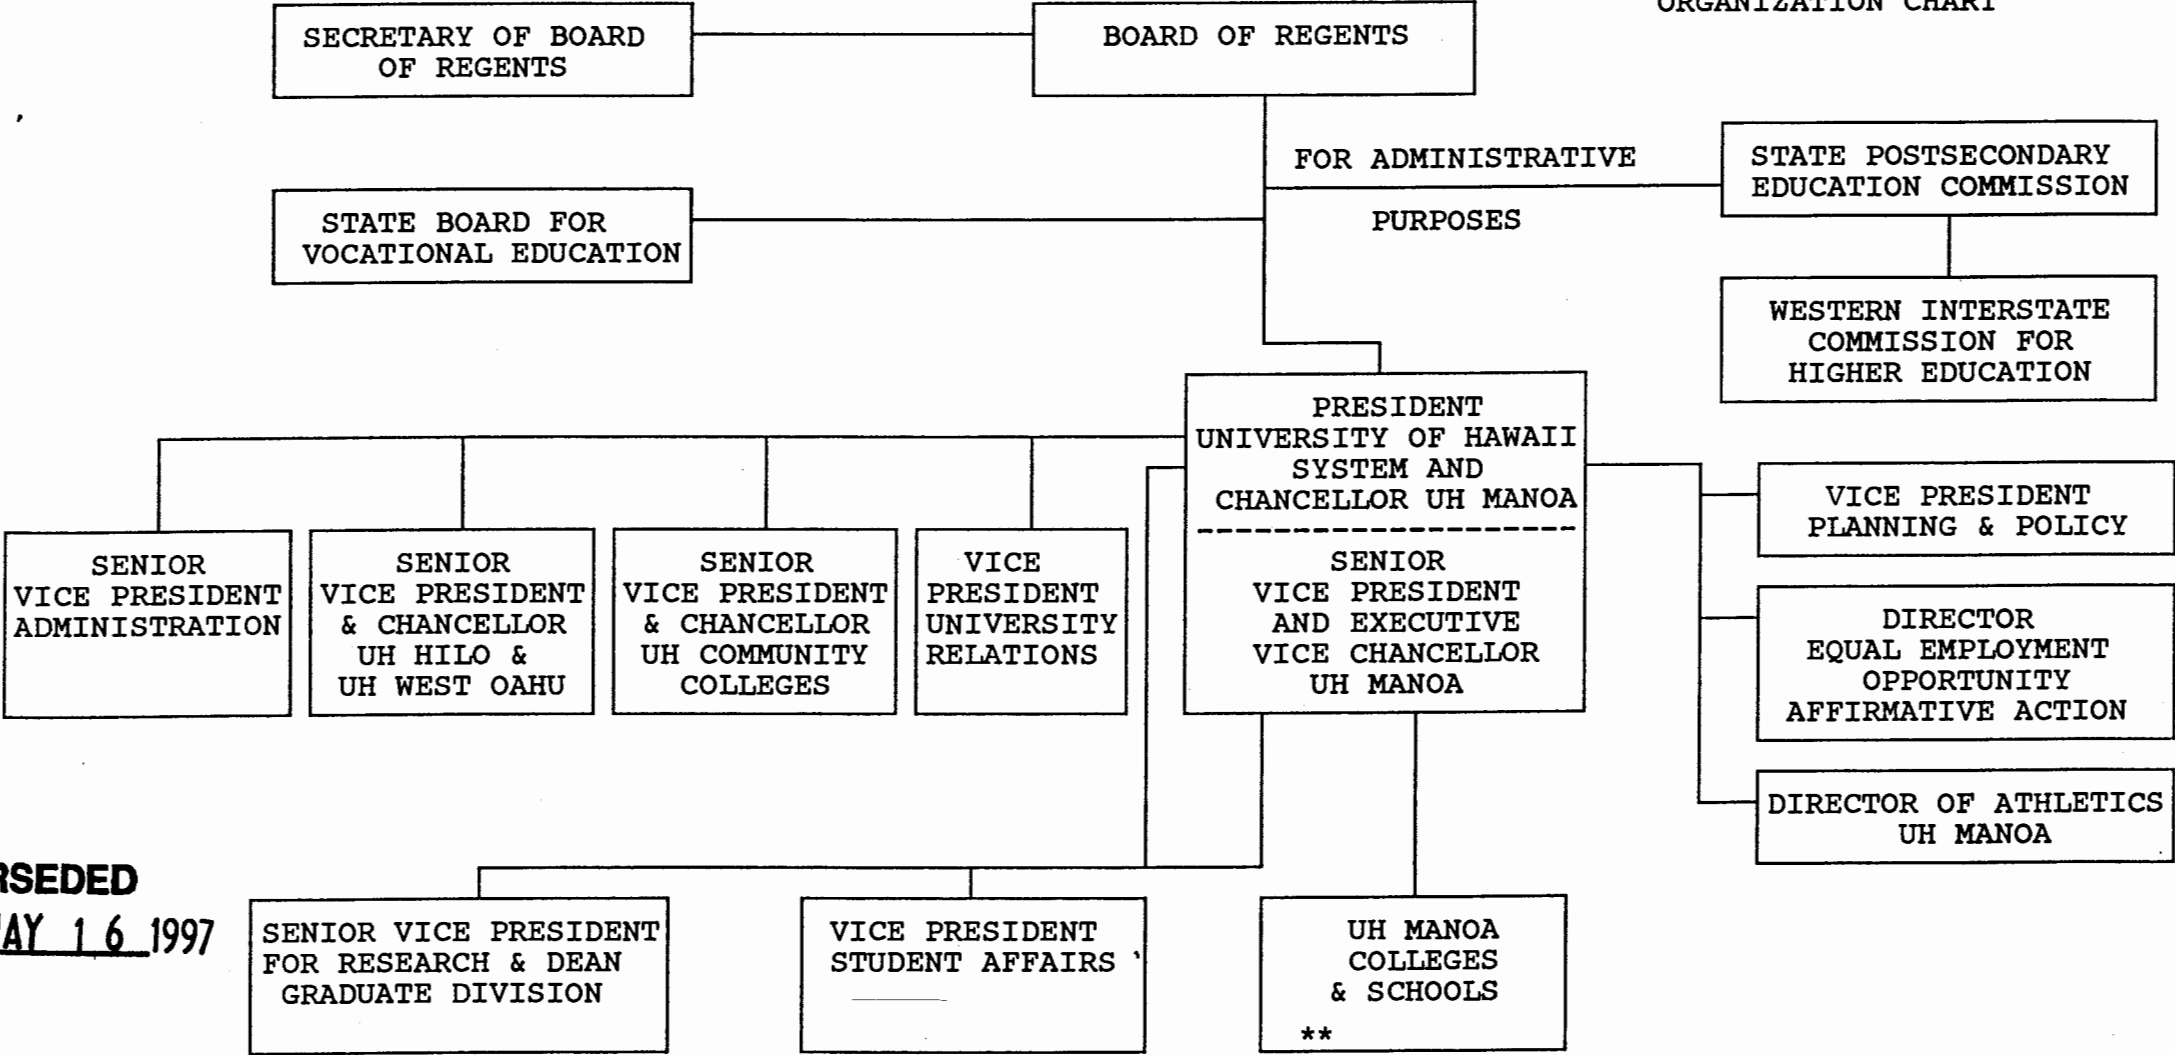 ORGANIZATION CHART
SECRETARY OF BOARD
OF REGENTS
BOARD OF REGENTS
FOR ADMINISTRATIVE
PURPOSES
STATE POSTSECONDARY
EDUCATION COMMISSION
STATE BOARD FOR
VOCATIONAL EDUCATION
WESTERN INTERSTATE
COMMISSION FOR
HIGHER EDUCATION
PRESIDENT
UNIVERSITY OF HAWAII
SYSTEM AND
CHANCELLOR UH MANOA
SENIOR
VICE PRESIDENT
AND EXECUTIVE
VICE CHANCELLOR
UH MANOA
SENIOR
VICE PRESIDENT
ADMINISTRATION
SENIOR
VICE PRESIDENT
& CHANCELLOR
UH HILO &
UH WEST OAHU
SENIOR
VICE PRESIDENT
& CHANCELLOR
UH COMMUNITY
COLLEGES
VICE
PRESIDENT
UNIVERSITY
RELATIONS
VICE PRESIDENT
PLANNING & POLICY
DIRECTOR
EQUAL EMPLOYMENT
OPPORTUNITY
AFFIRMATIVE ACTION
DIRECTOR OF ATHLETICS
UH MANOA
RSEDED
AY 16 1997
SENIOR VICE PRESIDENT
FOR RESEARCH & DEAN
GRADUATE DIVISION
VICE PRESIDENT
STUDENT AFFAIRS
UH MANOA
COLLEGES
& SCHOOLS
**